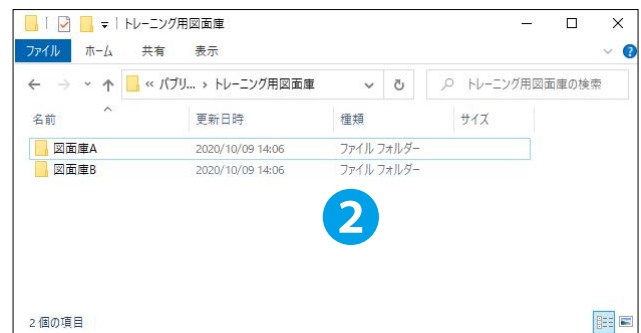 トレーニング用図面庫
ファイル ホーム 共有 表示
« パブリ... › トレーニング用図面庫 トレーニング用図面庫の検索
名前 更新日時 種類 サイズ
図面庫A 2020/10/09 14:06 ファイル フォルダー
図面庫B 2020/10/09 14:06 ファイル フォルダー
2
2 個の項目